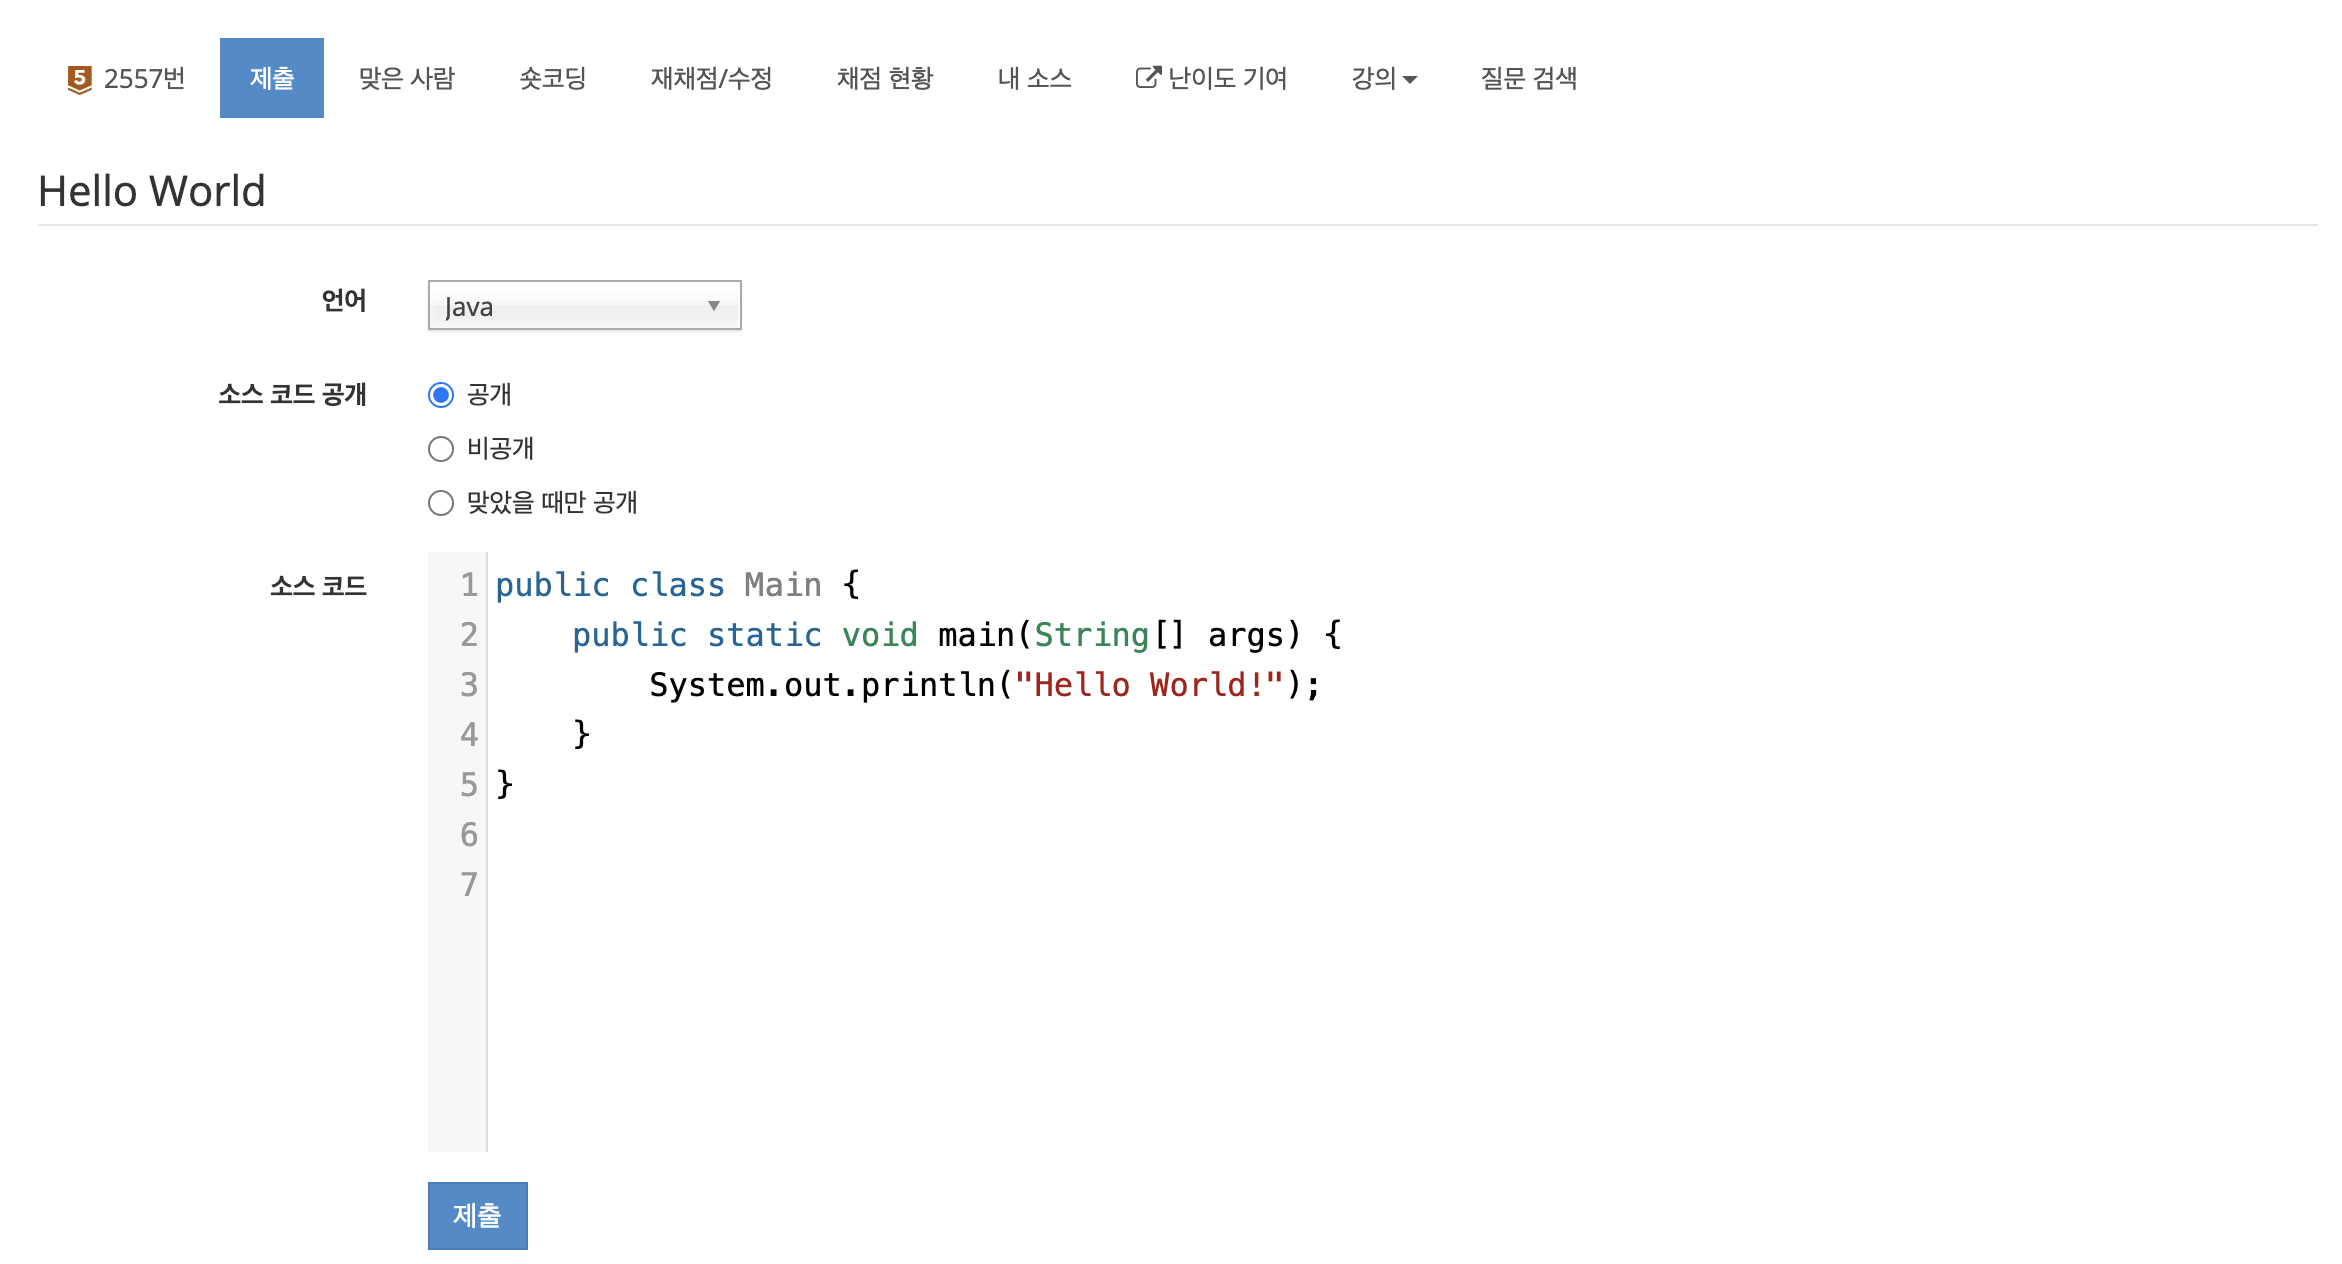 5 2557번 제출 맞은 사람 숏코딩 재채점/수정 채점 현황 내 소스 난이도 기여 강의 질문 검색
Hello World
언어 Java
소스 코드 공개 공개
비공개
맞았을 때만 공개
소스 코드
1 public class Main {
2     public static void main(String[] args) {
3         System.out.println("Hello World!");
4     }
5 }
6
7
제출